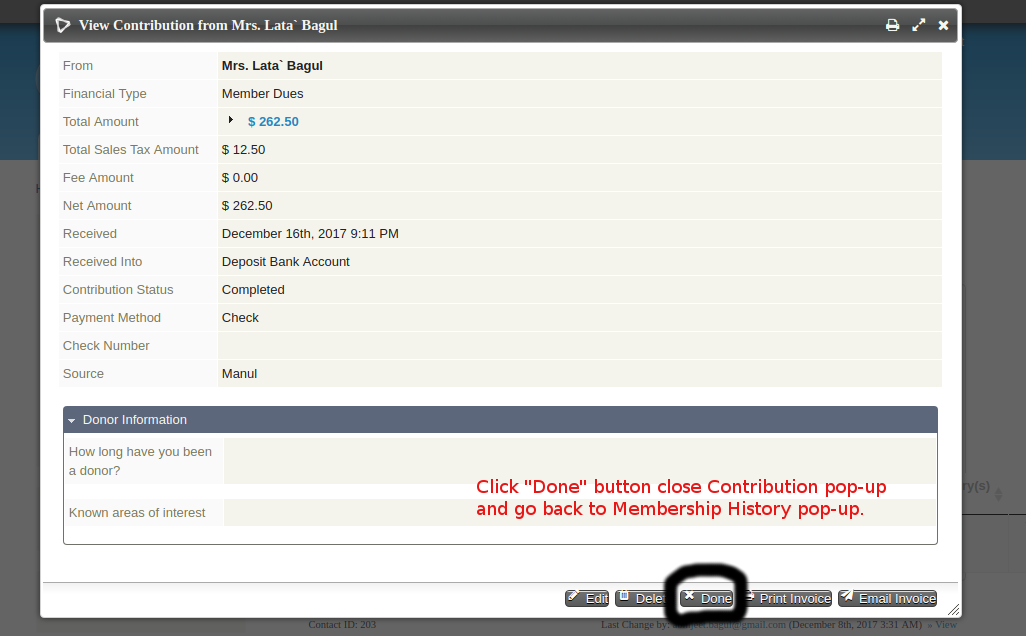 View Contribution from Mrs. Lata` Bagul
From Mrs. Lata` Bagul
Financial Type Member Dues
Total Amount $ 262.50
Total Sales Tax Amount $ 12.50
Fee Amount $ 0.00
Net Amount $ 262.50
Received December 16th, 2017 9:11 PM
Received Into Deposit Bank Account
Contribution Status Completed
Payment Method Check
Check Number
Source Manul
Donor Information
How long have you been
a donor?
Known areas of interest
Click "Done" button close Contribution pop-up
and go back to Membership History pop-up.
ry(s)
Edit Delet Done Print Invoice Email Invoice
Contact ID: 203 Last Change by: (December 8th, 2017 3:31 AM) » View